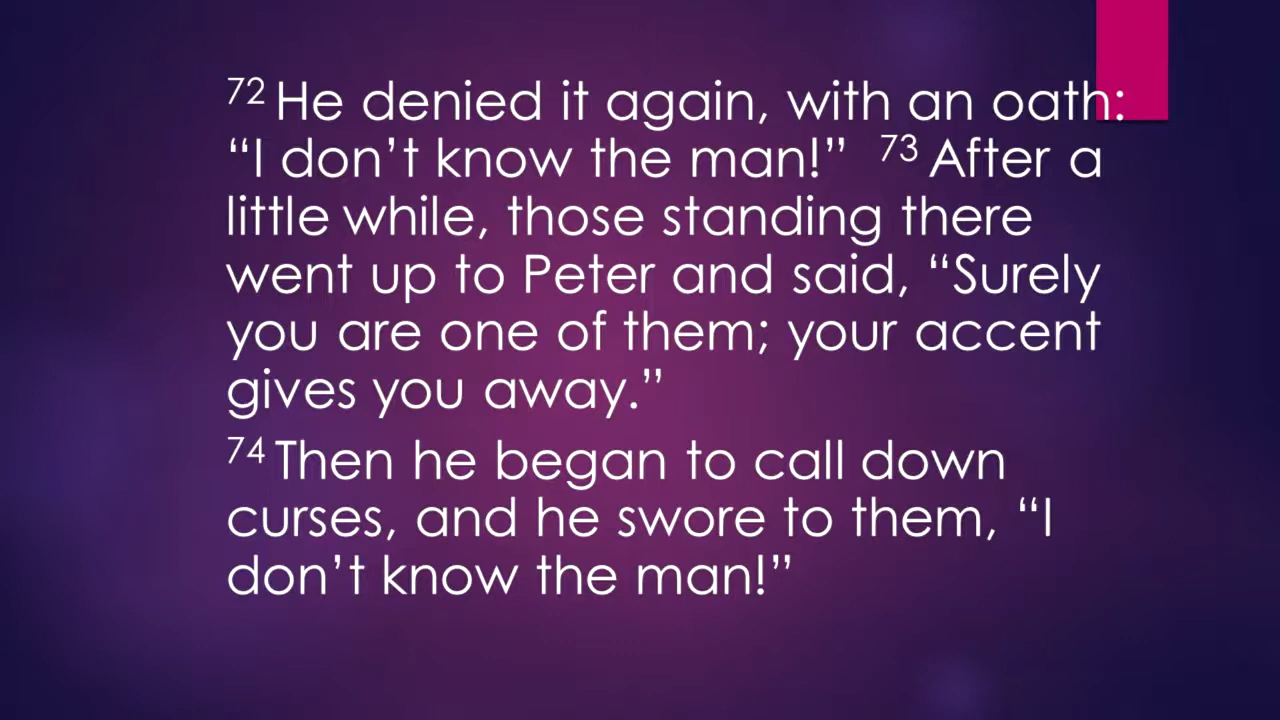 72 He denied it again, with an oath:
“I don’t know the man!” 73 After a
little while, those standing there
went up to Peter and said, “Surely
you are one of them; your accent
gives you away.”
74 Then he began to call down
curses, and he swore to them, “I
don’t know the man!”